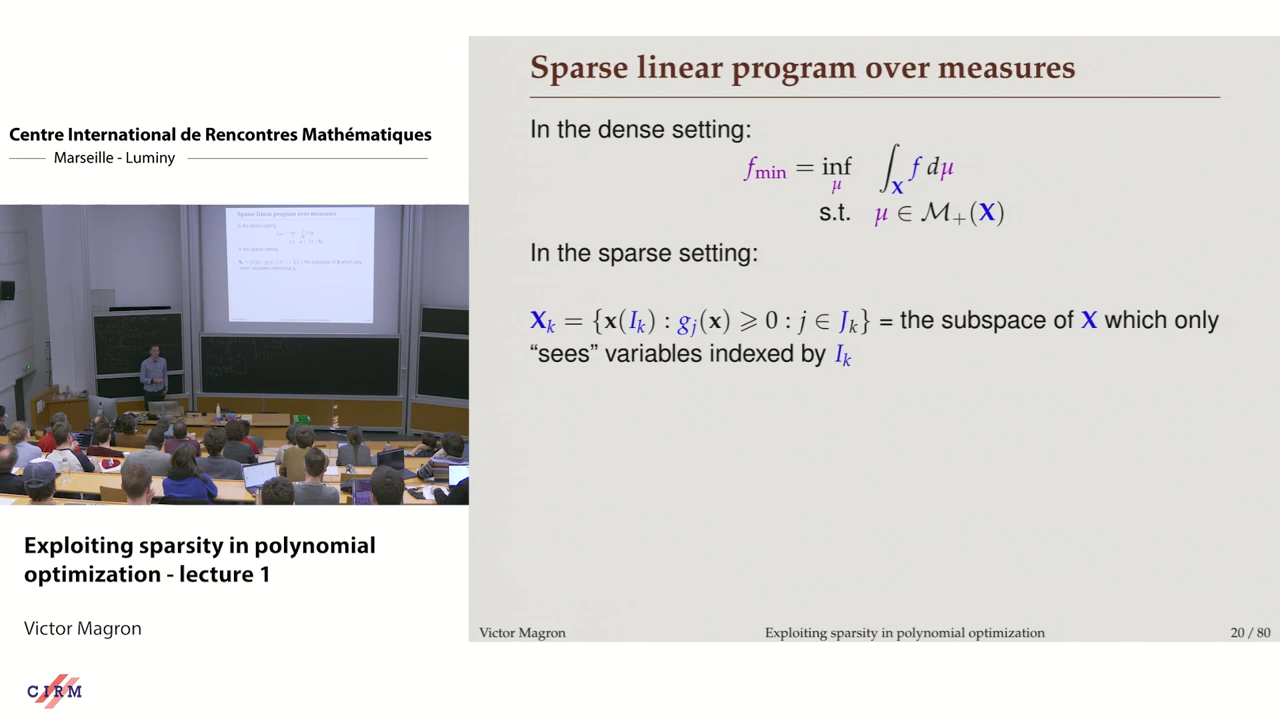 Centre International de Rencontres Mathématiques
Marseille - Luminy
Exploiting sparsity in polynomial
optimization - lecture 1
Victor Magron
CIRM
Sparse linear program over measures
In the dense setting:
f_min = inf_μ ∫_X f dμ
s.t. μ ∈ M₊(X)
In the sparse setting:
X_k = {x(I_k) : g_j(x) ⩾ 0 : j ∈ J_k} = the subspace of X which only
“sees” variables indexed by I_k
Victor Magron Exploiting sparsity in polynomial optimization 20 / 80